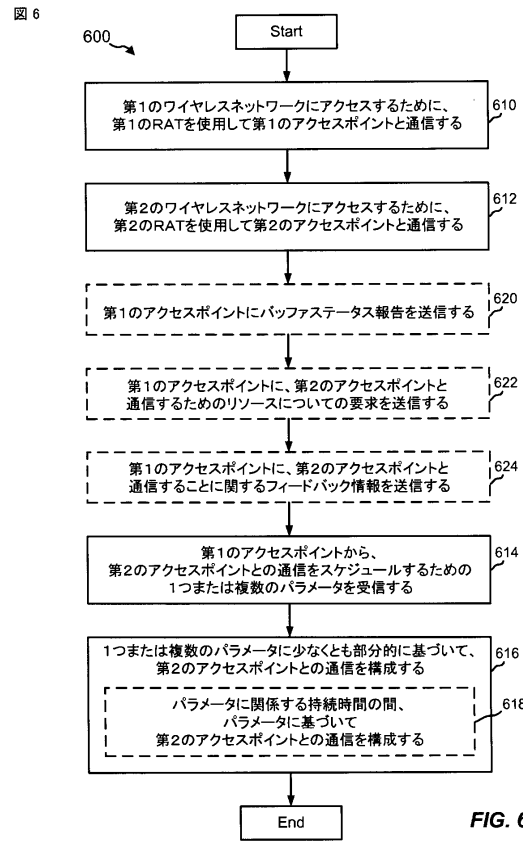 図 6
600
Start
第1のワイヤレスネットワークにアクセスするために、
第1のRATを使用して第1のアクセスポイントと通信する
610
第2のワイヤレスネットワークにアクセスするために、
第2のRATを使用して第2のアクセスポイントと通信する
612
第1のアクセスポイントにバッファステータス報告を送信する
620
第1のアクセスポイントに、第2のアクセスポイントと
通信するためのリソースについての要求を送信する
622
第1のアクセスポイントに、第2のアクセスポイントと
通信することに関するフィードバック情報を送信する
624
第1のアクセスポイントから、
第2のアクセスポイントとの通信をスケジュールするための
1つまたは複数のパラメータを受信する
614
1つまたは複数のパラメータに少なくとも部分的に基づいて、
第2のアクセスポイントとの通信を構成する
616
パラメータに関係する持続時間の間、
パラメータに基づいて
第2のアクセスポイントとの通信を構成する
618
End
FIG. 6